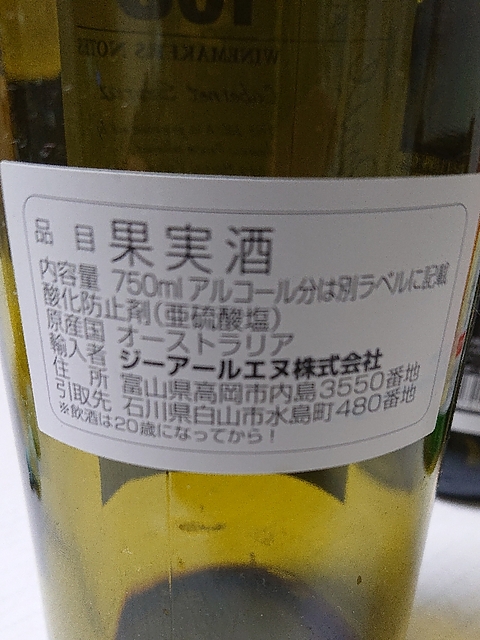 WINEMAKERS NOTE
品目 果実酒
内容量 750ml アルコール分は別ラベルに記載
酸化防止剤(亜硫酸塩)
原産国 オーストラリア
輸入者 ジーアールエヌ株式会社
住所 富山県高岡市内島3550番地
引取先 石川県白山市水島町480番地
※飲酒は20歳になってから!